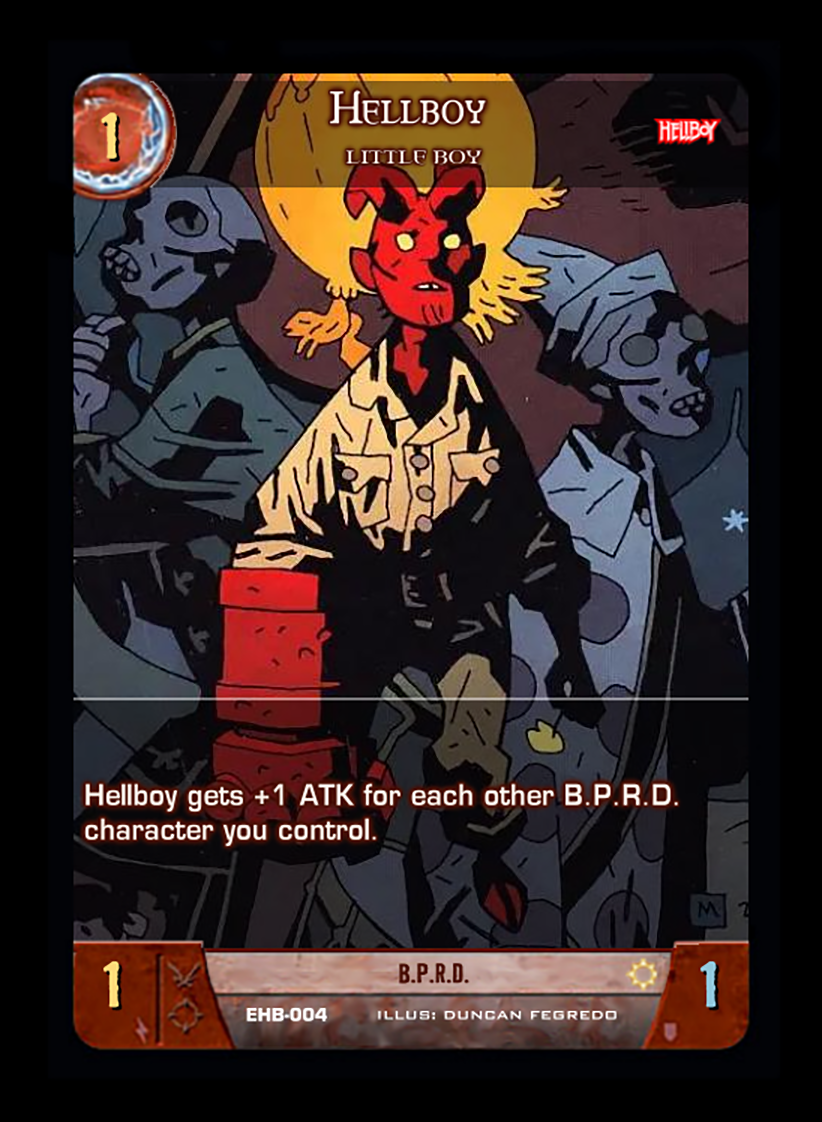 1
HELLBOY
LITTLE BOY
HELLBOY
Hellboy gets +1 ATK for each other B.P.R.D.
character you control.
M 2
1
B.P.R.D.
1
EHB-004 ILLUS: DUNCAN FEGREDO